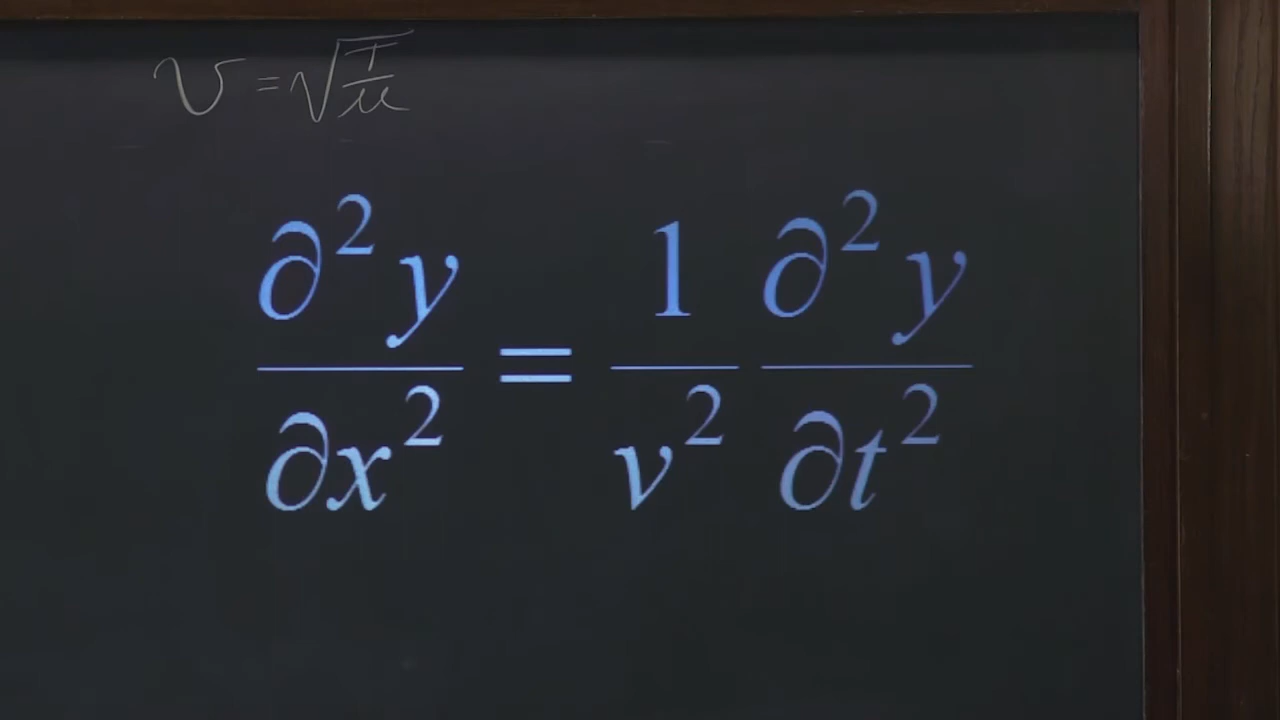 v = √(T/μ)
∂²y/∂x² = 1/v² ∂²y/∂t²